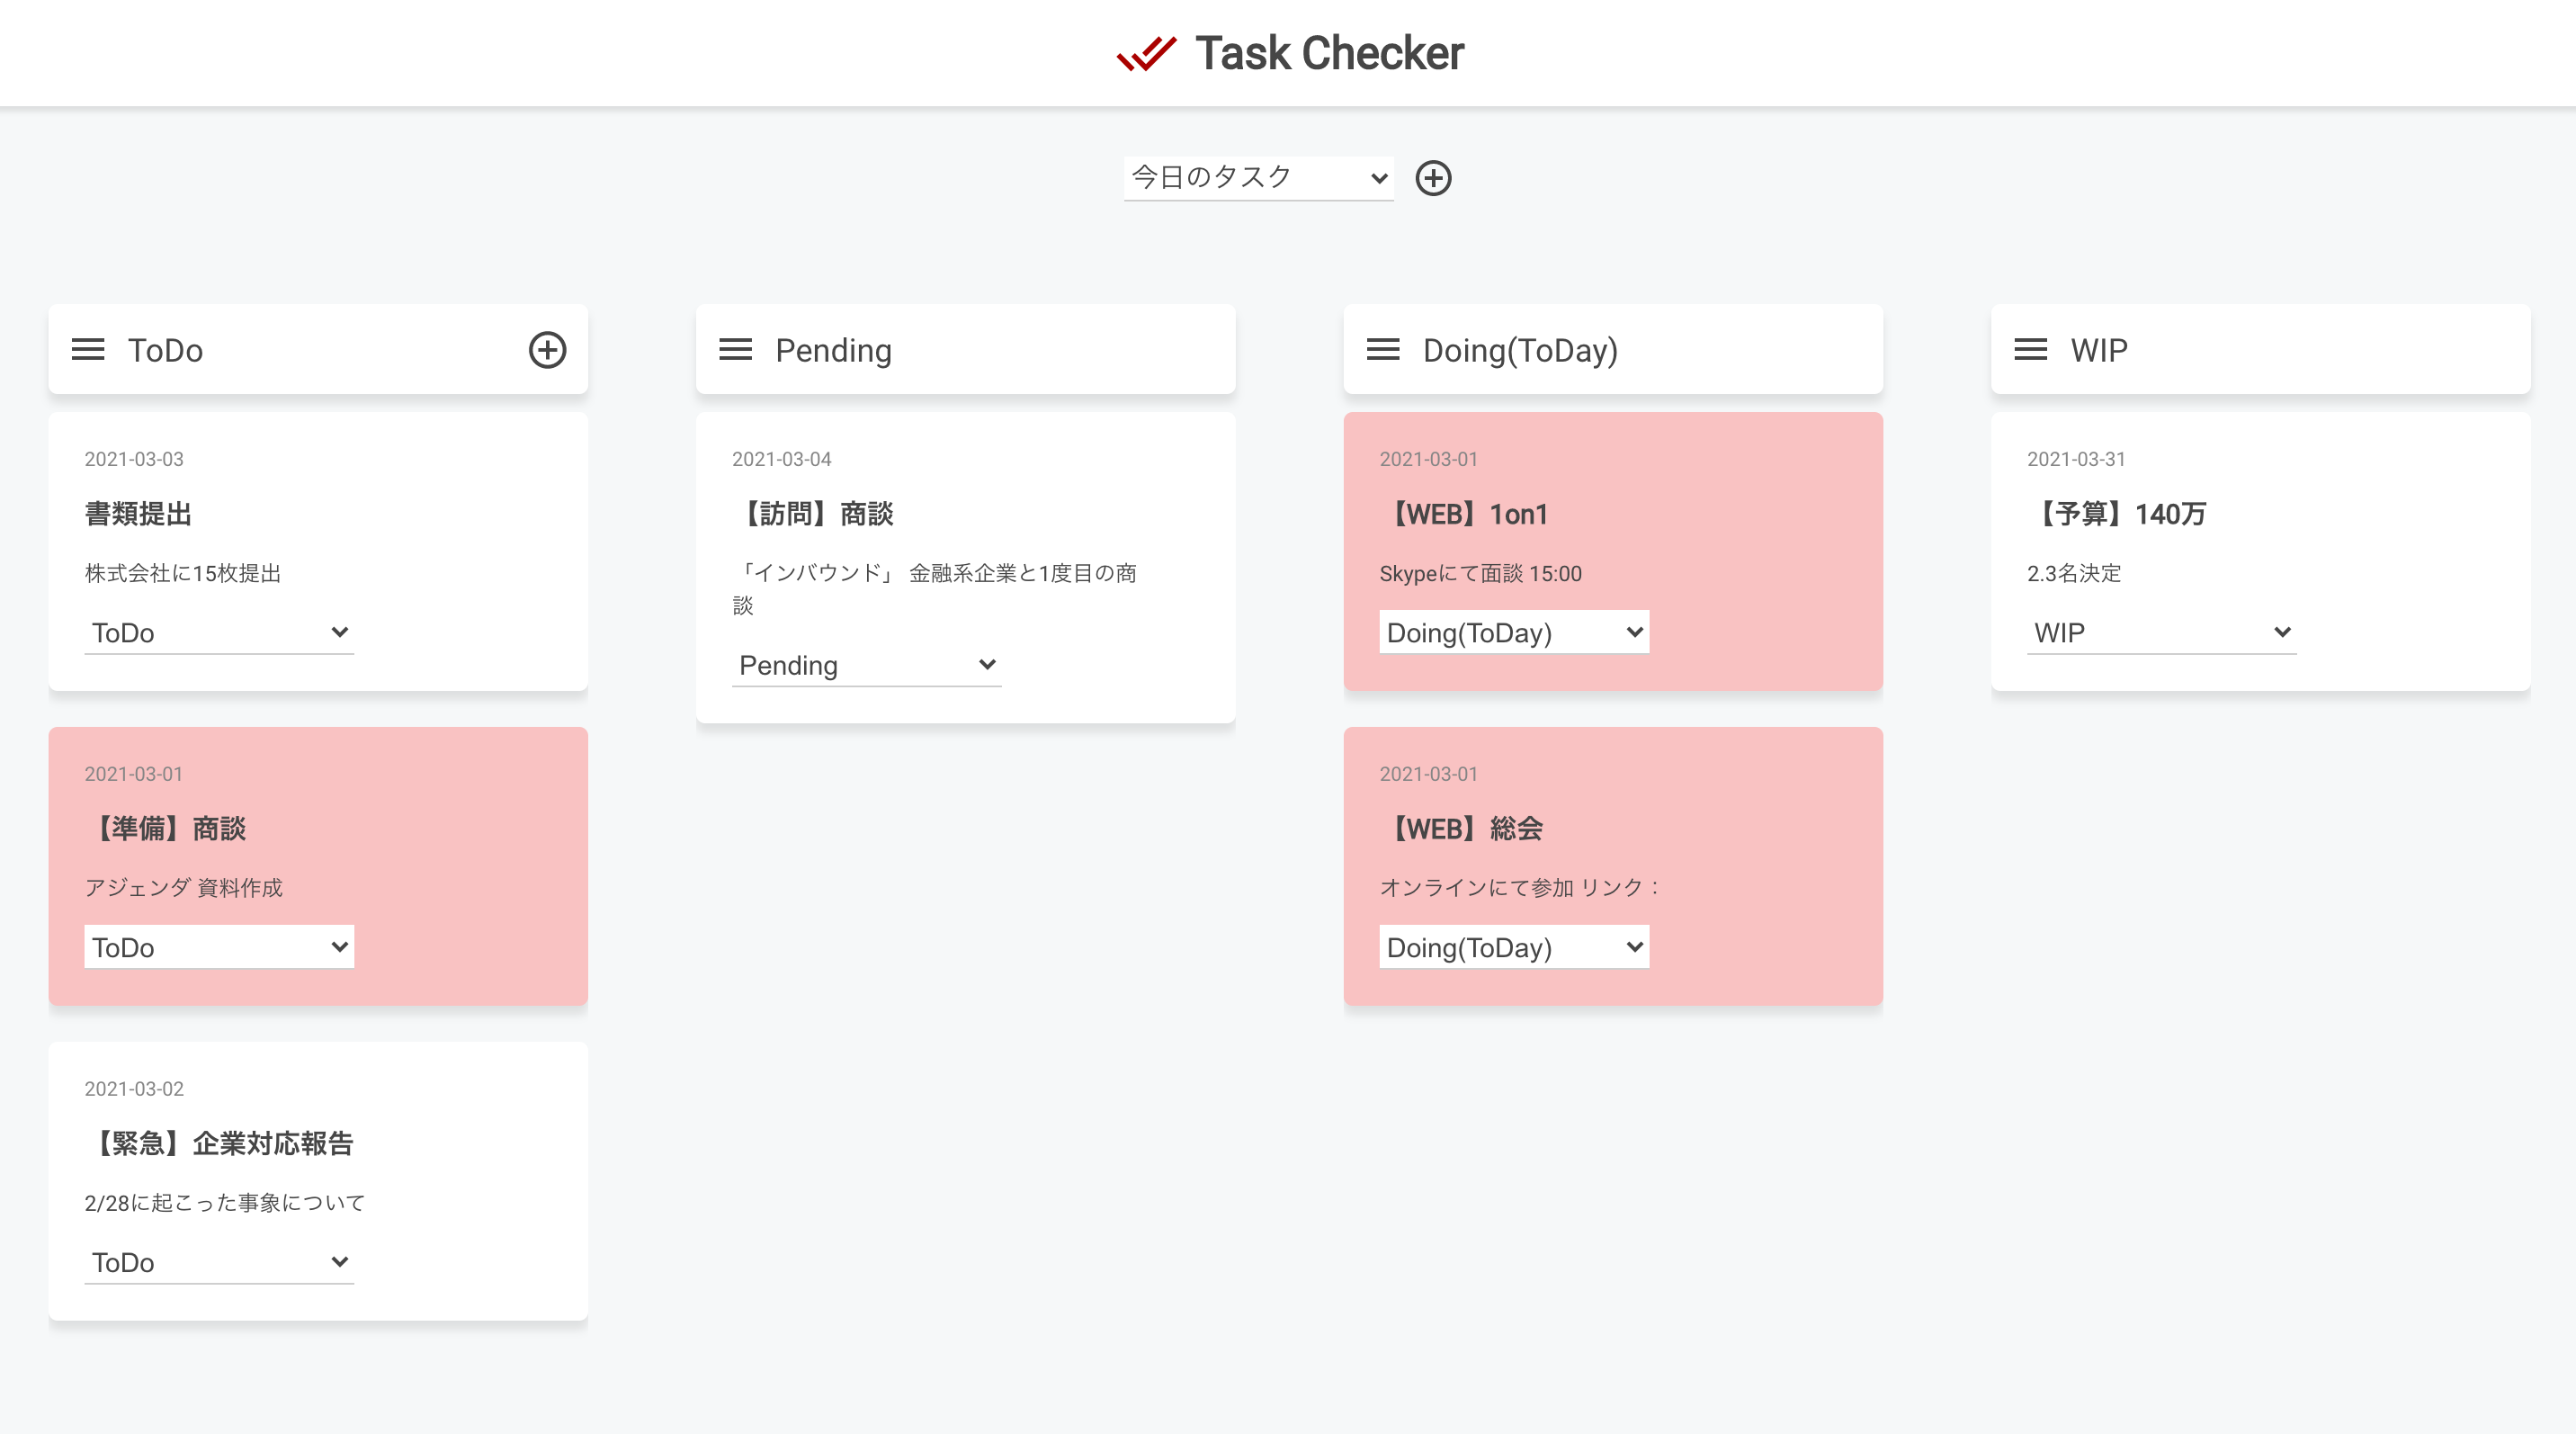 Task Checker
今日のタスク
ToDo
2021-03-03
書類提出
株式会社に15枚提出
ToDo
2021-03-01
【準備】商談
アジェンダ 資料作成
ToDo
2021-03-02
【緊急】企業対応報告
2/28に起こった事象について
ToDo
Pending
2021-03-04
【訪問】商談
「インバウンド」 金融系企業と1度目の商
談
Pending
Doing(ToDay)
2021-03-01
【WEB】1on1
Skypeにて面談 15:00
Doing(ToDay)
2021-03-01
【WEB】総会
オンラインにて参加 リンク：
Doing(ToDay)
WIP
2021-03-31
【予算】140万
2.3名決定
WIP